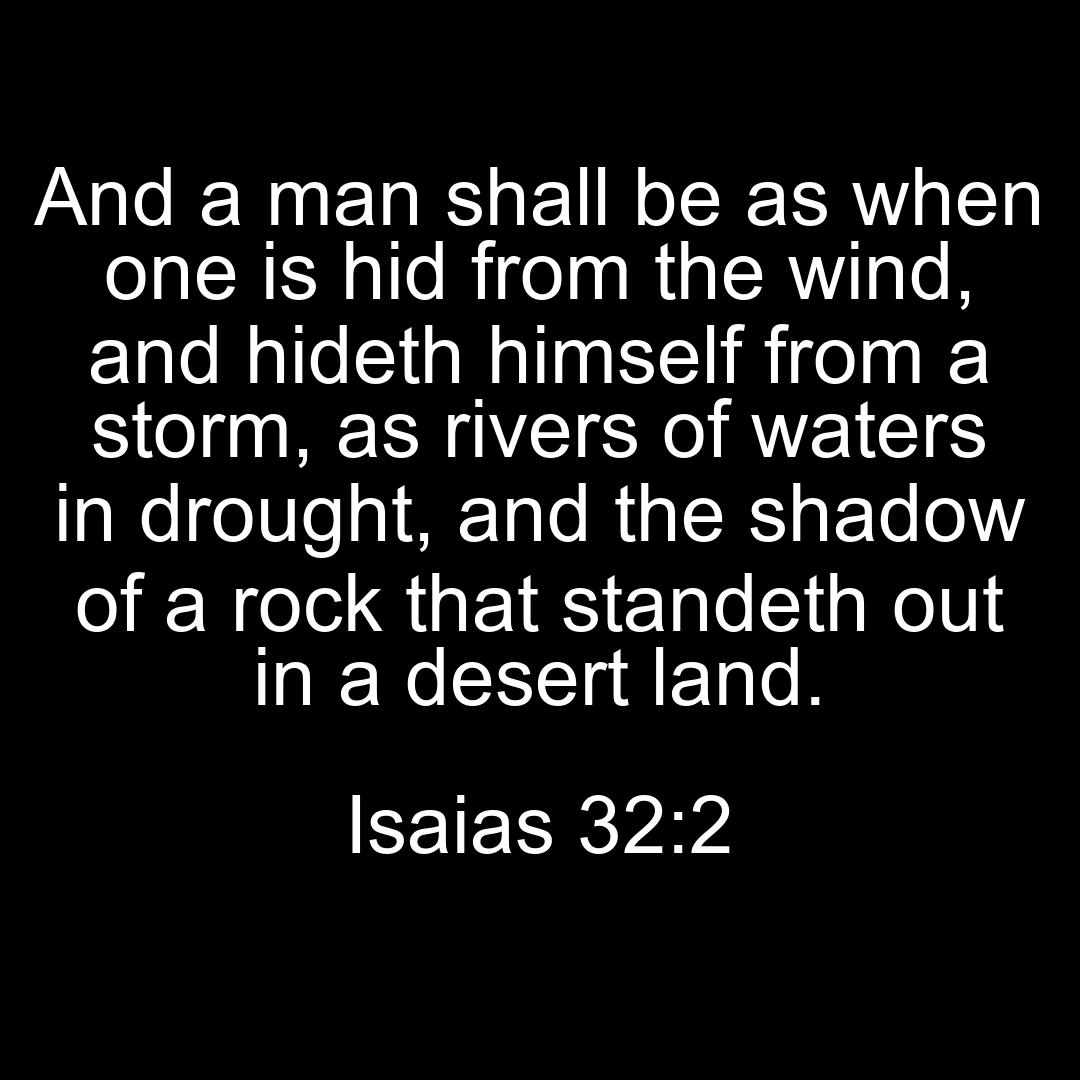 And a man shall be as when
one is hid from the wind,
and hideth himself from a
storm, as rivers of waters
in drought, and the shadow
of a rock that standeth out
in a desert land.
Isaias 32:2